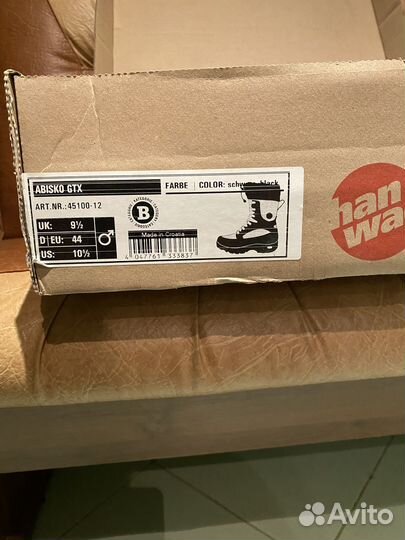 ABISKO GTX
FARBE | COLOR: schwarz-black
ART.NR.: 45100-12
UK: 9½
D|EU: 44
US: 10½
B
Made in Croatia
4 047761 333837
han
wa
Avito